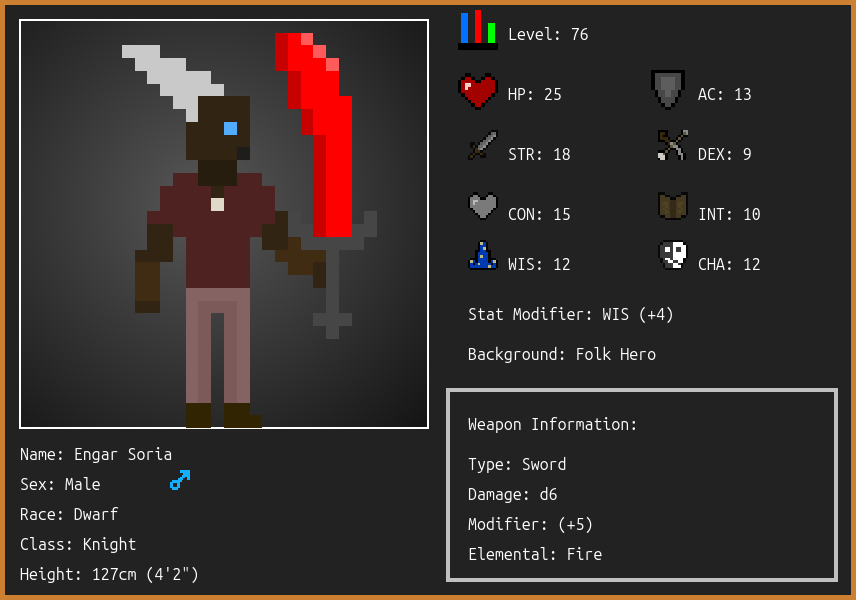 Level: 76
HP: 25
AC: 13
STR: 18
DEX: 9
CON: 15
INT: 10
WIS: 12
CHA: 12
Stat Modifier: WIS (+4)
Background: Folk Hero
Weapon Information:
Type: Sword
Damage: d6
Modifier: (+5)
Elemental: Fire
Name: Engar Soria
Sex: Male
Race: Dwarf
Class: Knight
Height: 127cm (4'2")